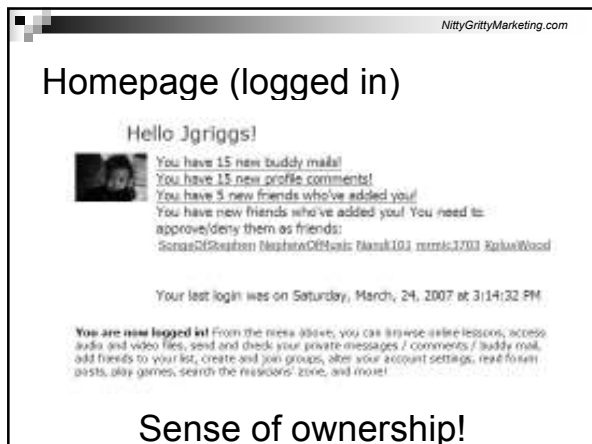 NittyGrittyMarketing.com
Homepage (logged in)
Hello Jgriggs!
You have 15 new buddy mails!
You have 15 new profile comments!
You have 5 new friends who've added you!
You have new friends who've added you! You need to
approve/deny them as friends:
SongsOfStephen NephewOfMusic mrmic3703 KplusWood
Your last login was on Saturday, March, 24, 2007 at 3:14:32 PM
You are now logged in! From the menu above, you can browse online lessons, access
audio and video files, send and check your private messages / comments / buddy mail,
add friends to your list, create and join groups, alter your account settings, read forum
posts, play games, search the musicians' zone, and more!
Sense of ownership!